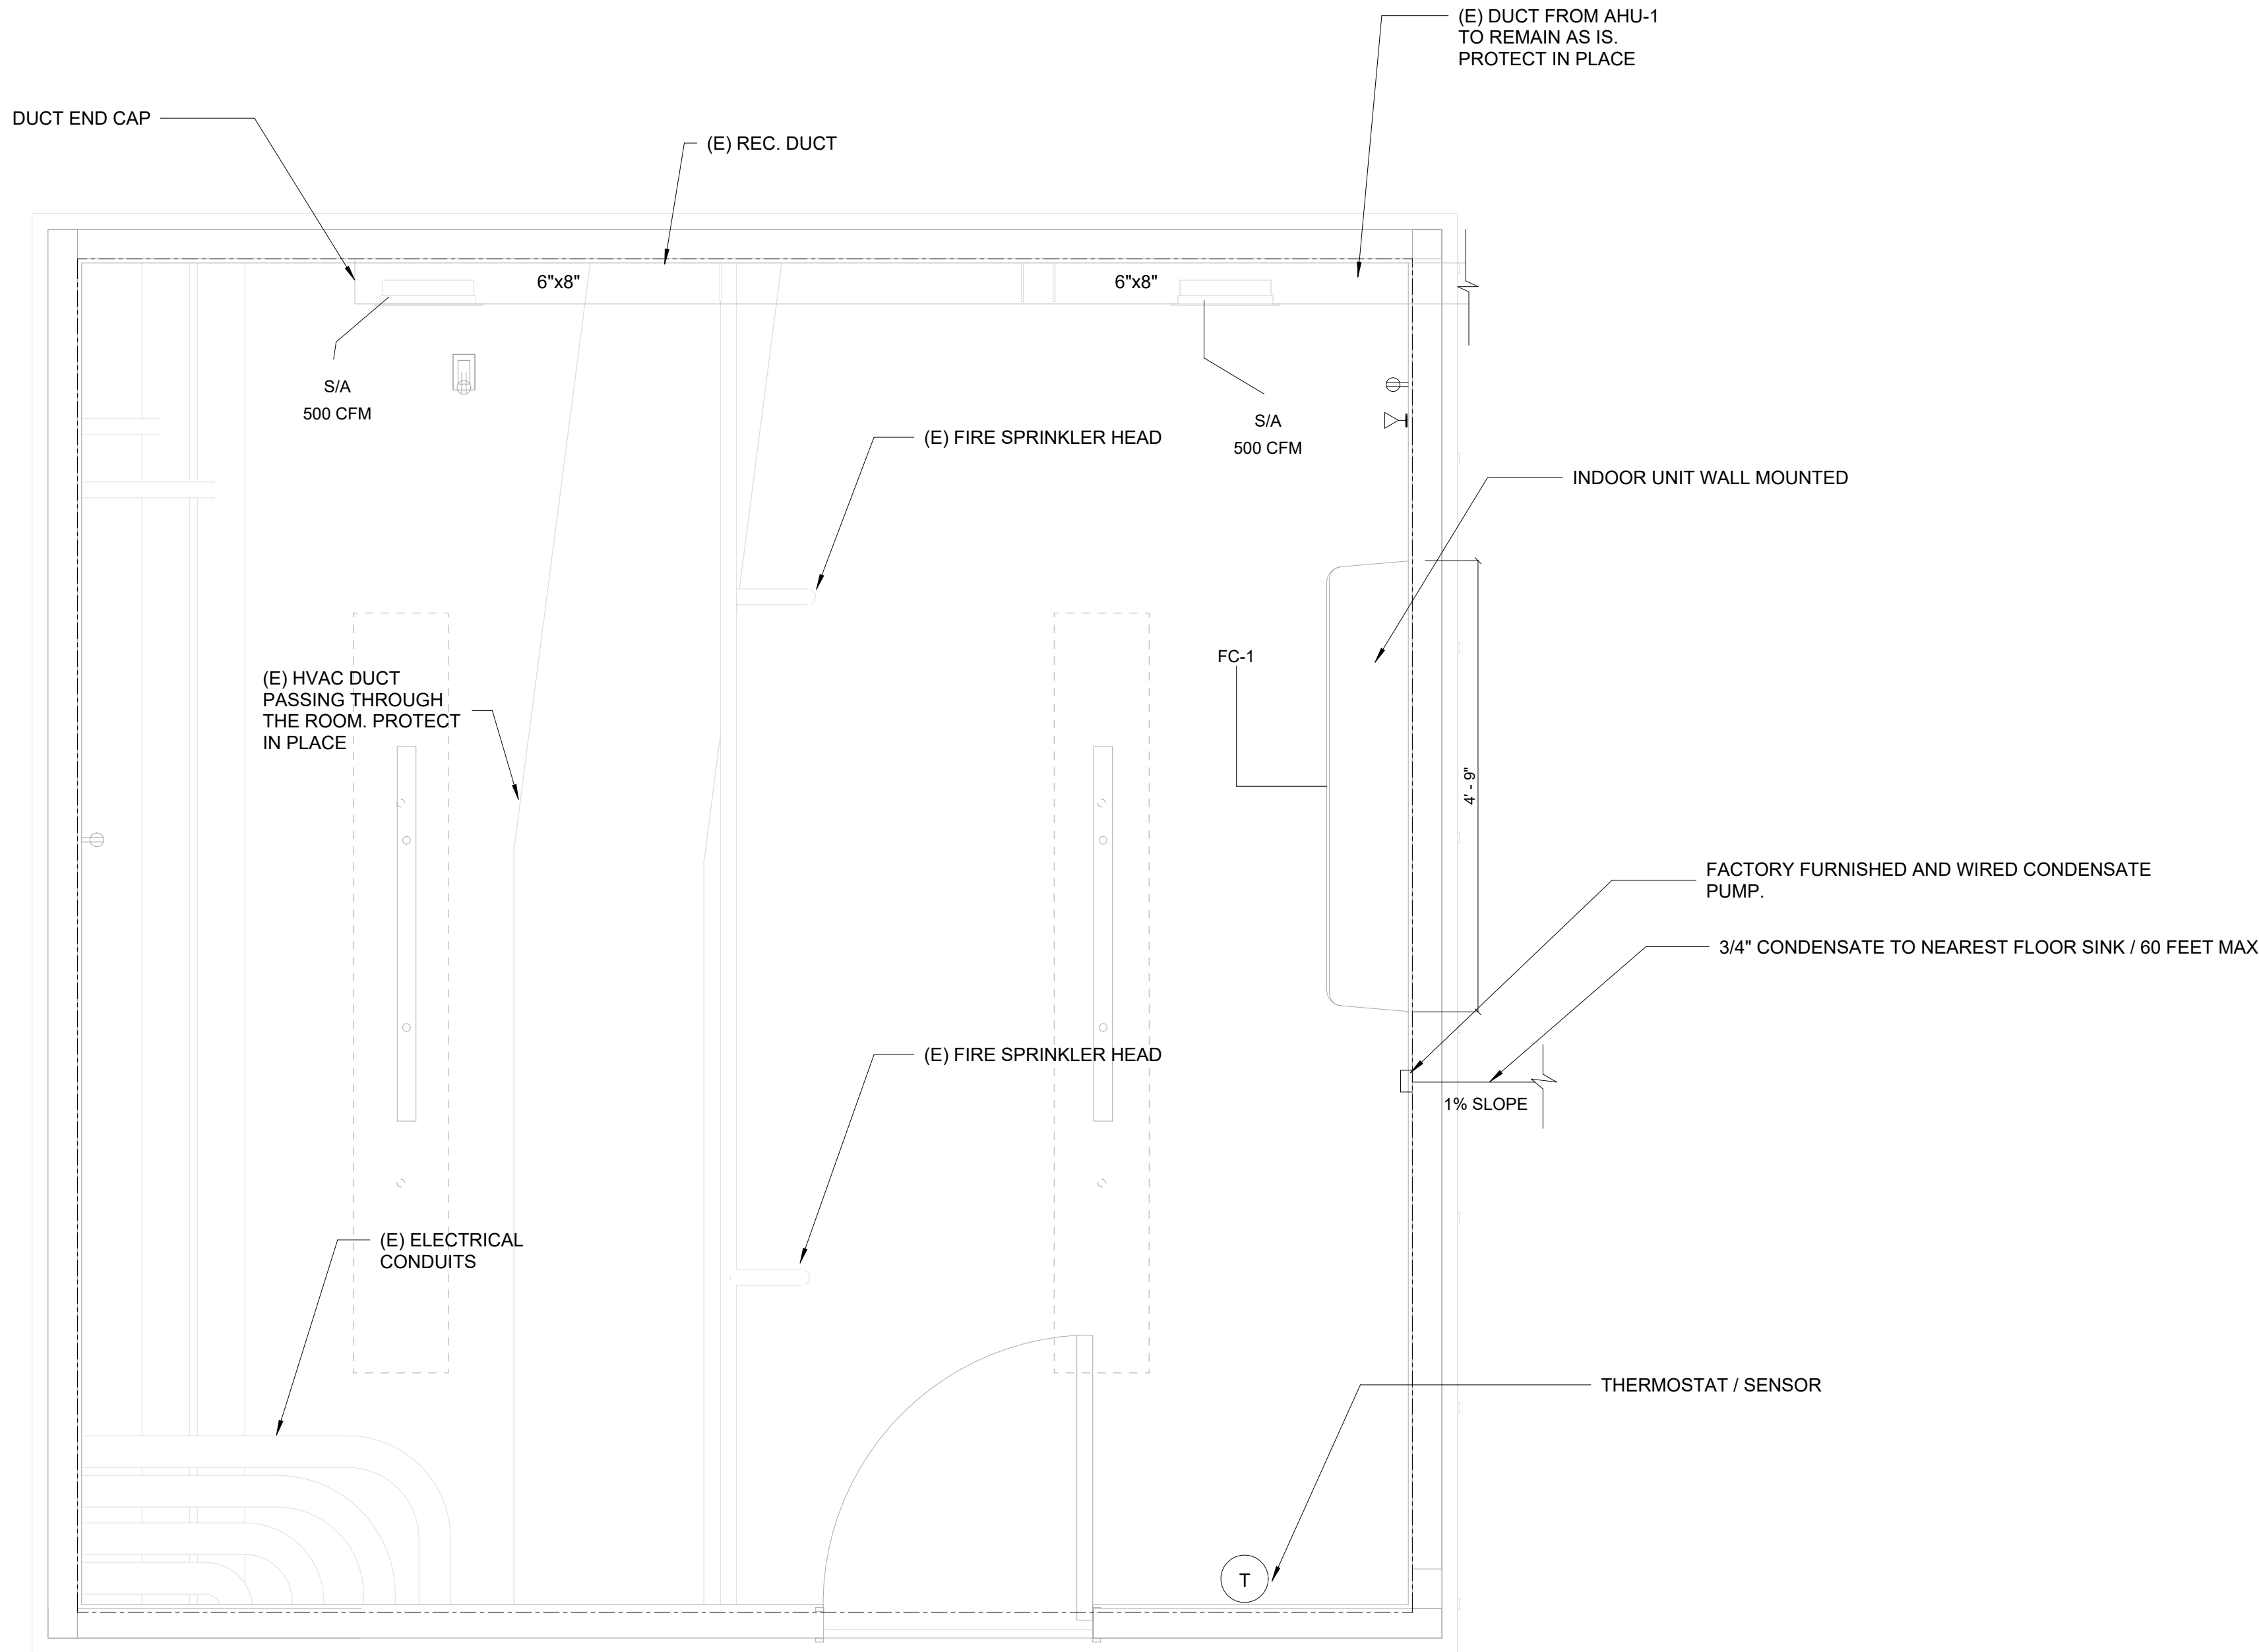 (E) DUCT FROM AHU-1
TO REMAIN AS IS.
PROTECT IN PLACE
DUCT END CAP
(E) REC. DUCT
6"x8"
6"x8"
S/A
500 CFM
S/A
500 CFM
(E) FIRE SPRINKLER HEAD
INDOOR UNIT WALL MOUNTED
FC-1
(E) HVAC DUCT
PASSING THROUGH
THE ROOM. PROTECT
IN PLACE
4' - 9"
FACTORY FURNISHED AND WIRED CONDENSATE
PUMP.
3/4" CONDENSATE TO NEAREST FLOOR SINK / 60 FEET MAX
(E) FIRE SPRINKLER HEAD
1% SLOPE
(E) ELECTRICAL
CONDUITS
THERMOSTAT / SENSOR
T